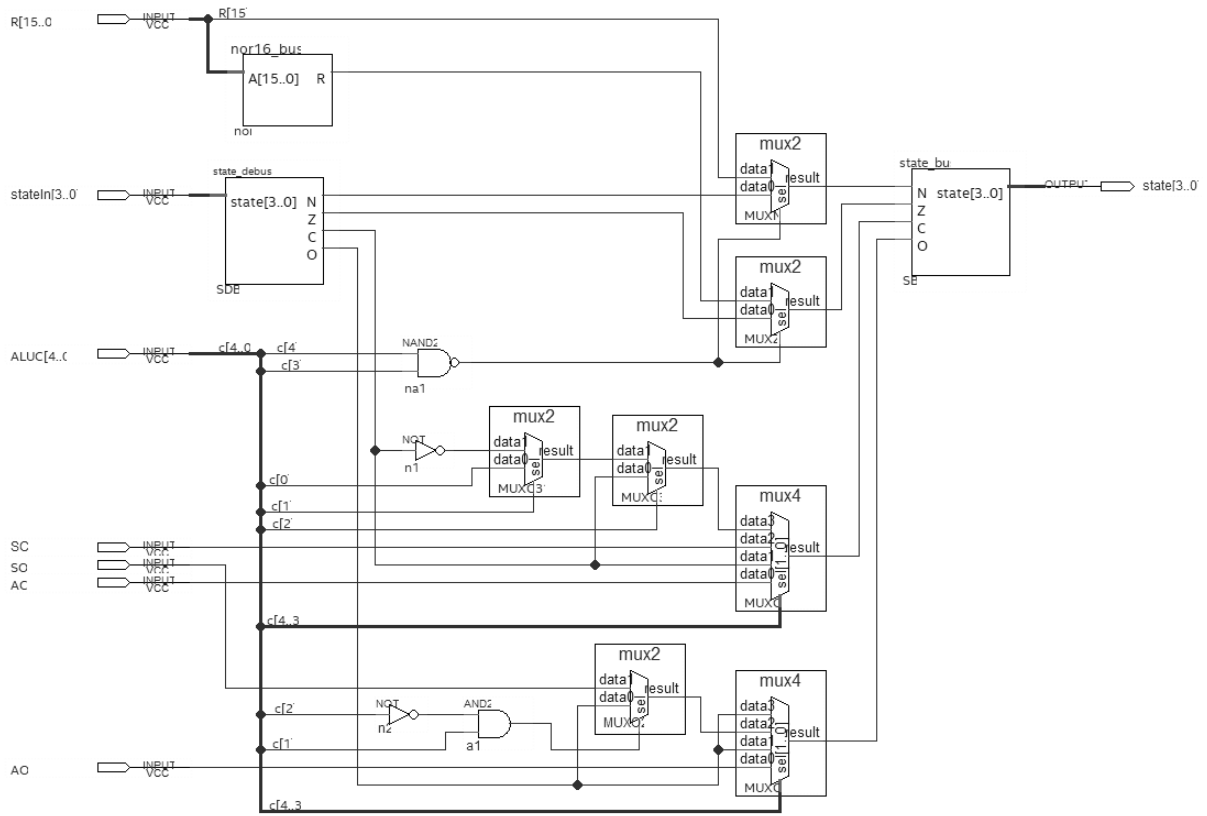 R[15..0
INPUT
VCC
R[15
nor16_bus
A[15..0]
R
nor
mux2
data1
data0
result
sel
MUX
state_debus
stateIn[3..0
INPUT
VCC
state[3..0]
N
Z
C
O
SDB
state_bu
N
Z
C
O
state[3..0]
SB
OUTPUT
state[3..0
mux2
data1
data0
result
sel
MUXZ
ALUC[4..0
INPUT
VCC
c[4..0
c[4
c[3
NAND2
na1
mux2
data1
data0
result
sel
MUXC3
mux2
data1
data0
result
sel
MUXC
NOT
n1
c[0
c[1
c[2
mux4
data3
data2
data1
data0
result
sel[1..0]
MUXC
SC
INPUT
VCC
SO
INPUT
VCC
AC
INPUT
VCC
c[4..3
mux2
data1
data0
result
sel
MUXO2
mux4
data3
data2
data1
data0
result
sel[1..0]
MUXO
c[2
NOT
n2
AND2
a1
c[1
AO
INPUT
VCC
c[4..3